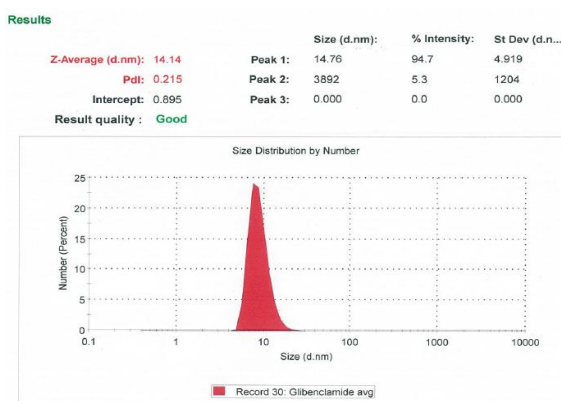 Results
Size (d.nm): % Intensity: St Dev (d.n...
Z-Average (d.nm): 14.14 Peak 1: 14.76 94.7 4.919
PdI: 0.215 Peak 2: 3892 5.3 1204
Intercept: 0.895 Peak 3: 0.000 0.0 0.000
Result quality : Good
Size Distribution by Number
Number (Percent)
25
20
15
10
5
0
0.1 1 10 100 1000 10000
Size (d.nm)
Record 30: Glibenclamide avg